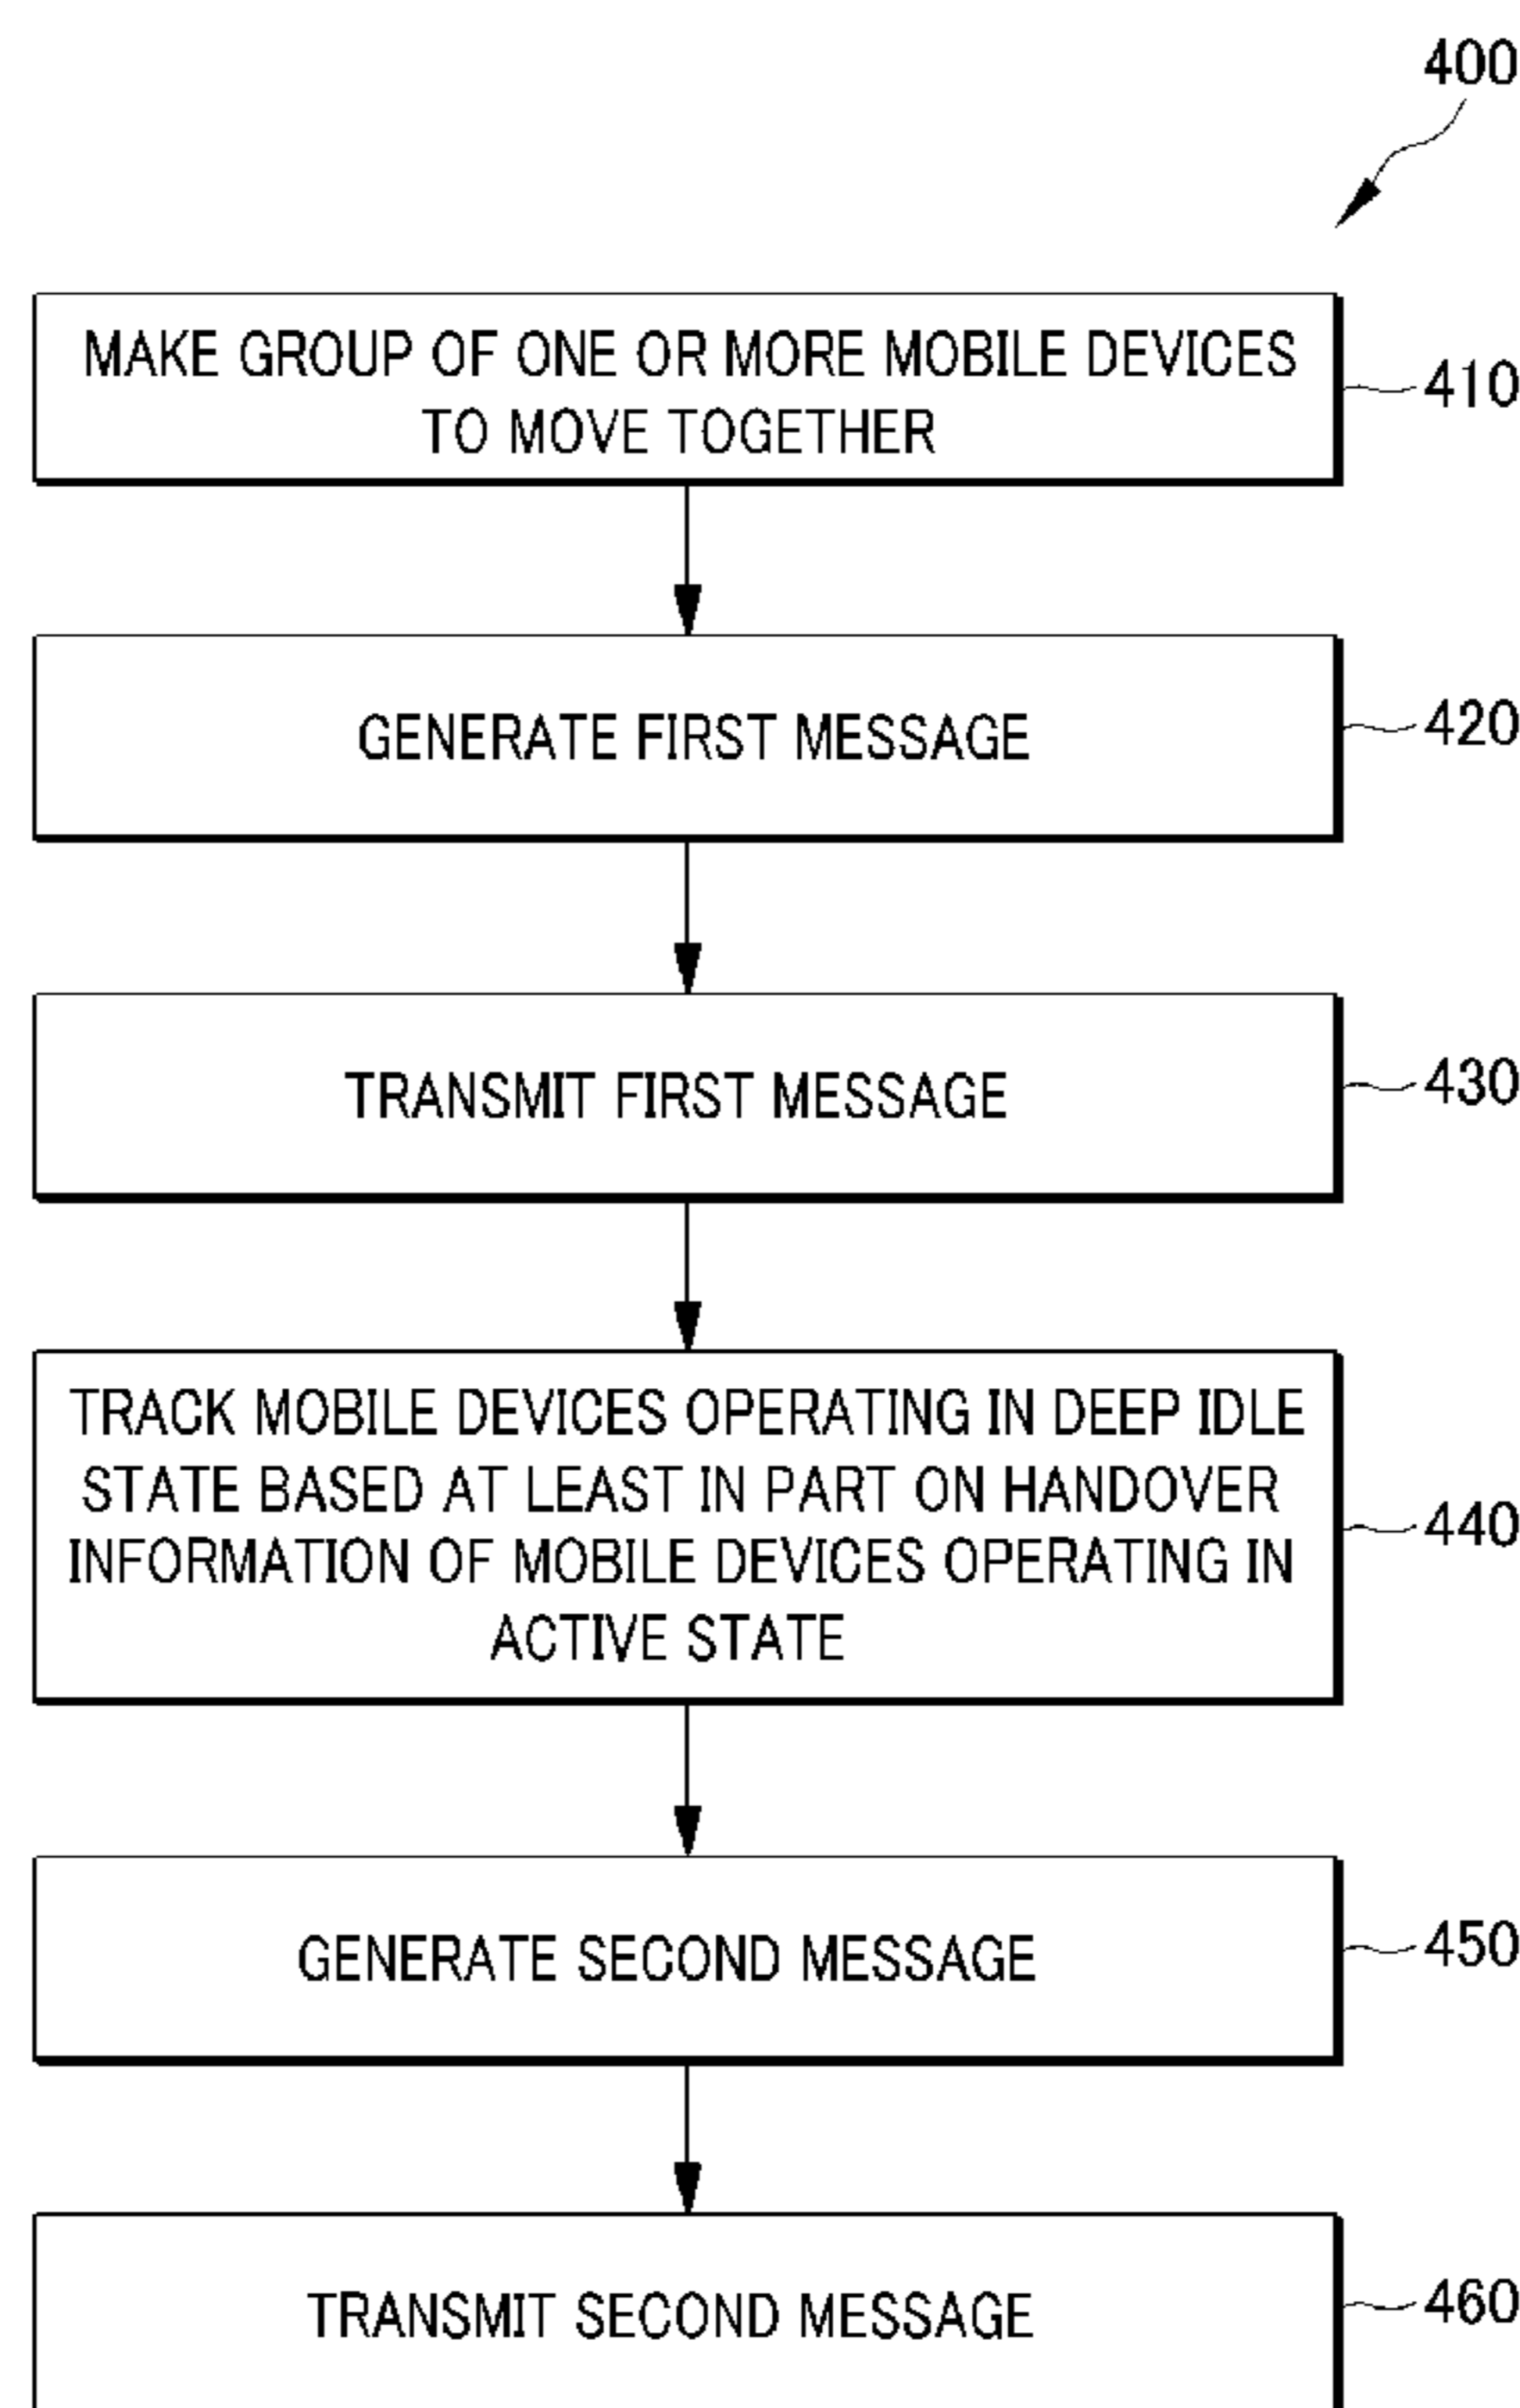 400
MAKE GROUP OF ONE OR MORE MOBILE DEVICES
TO MOVE TOGETHER
410
GENERATE FIRST MESSAGE
420
TRANSMIT FIRST MESSAGE
430
TRACK MOBILE DEVICES OPERATING IN DEEP IDLE
STATE BASED AT LEAST IN PART ON HANDOVER
INFORMATION OF MOBILE DEVICES OPERATING IN
ACTIVE STATE
440
GENERATE SECOND MESSAGE
450
TRANSMIT SECOND MESSAGE
460